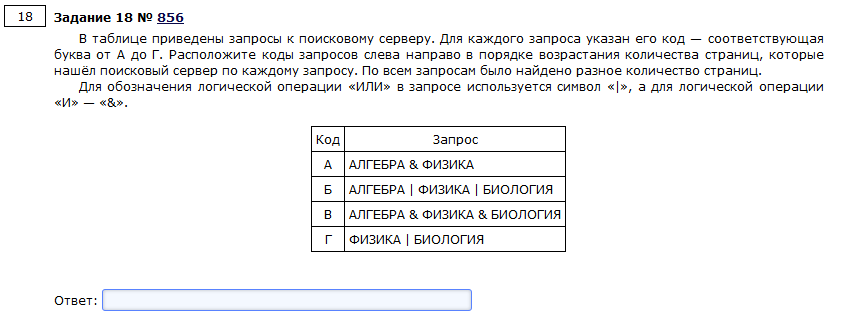 18
Задание 18 № 856
В таблице приведены запросы к поисковому серверу. Для каждого запроса указан его код — соответствующая
буква от А до Г. Расположите коды запросов слева направо в порядке возрастания количества страниц, которые
нашёл поисковый сервер по каждому запросу. По всем запросам было найдено разное количество страниц.
Для обозначения логической операции «ИЛИ» в запросе используется символ «|», а для логической операции
«И» — «&».
Код Запрос
А АЛГЕБРА & ФИЗИКА
Б АЛГЕБРА | ФИЗИКА | БИОЛОГИЯ
В АЛГЕБРА & ФИЗИКА & БИОЛОГИЯ
Г ФИЗИКА | БИОЛОГИЯ
Ответ: